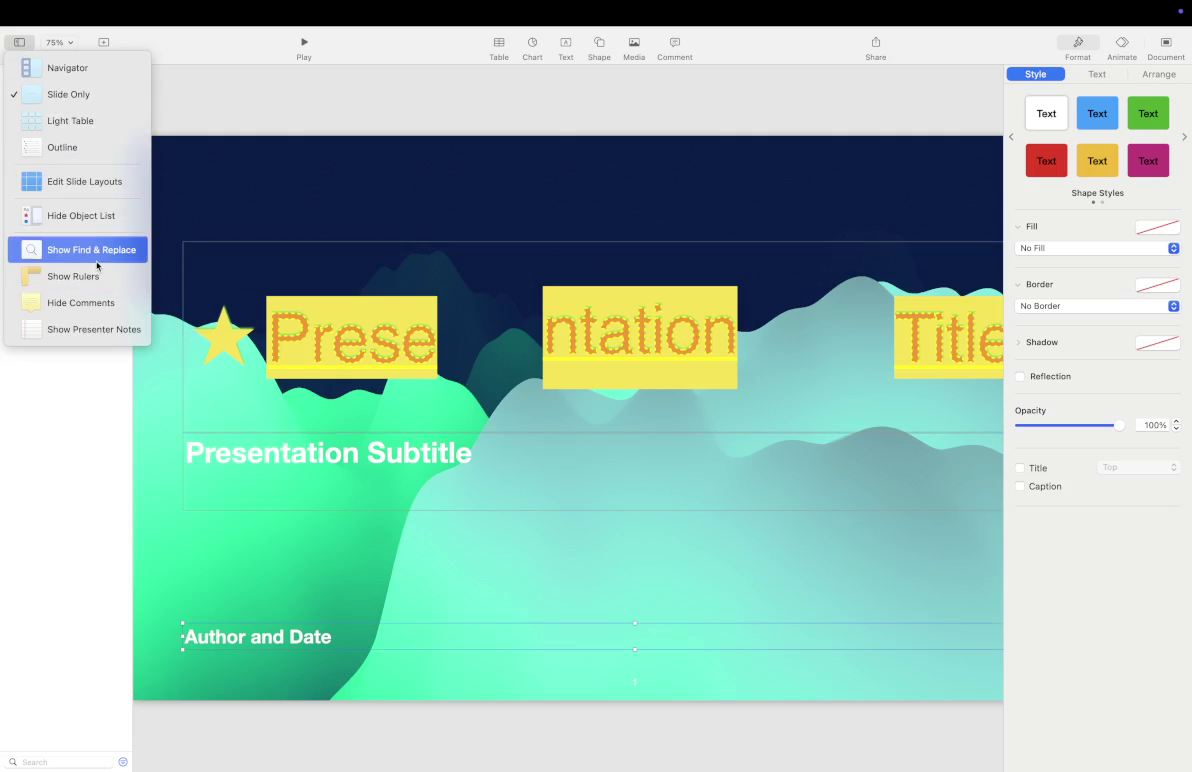 75%
Play
Table
Chart
Text
Shape
Media
Comment
Share
Format
Animate
Document
Navigator
Slide Only
Light Table
Outline
Edit Slide Layouts
Hide Object List
Show Find & Replace
Show Rulers
Hide Comments
Show Presenter Notes
Prese ntation Title
Presentation Subtitle
Author and Date
1
Search
Style Text Arrange
Text Text Text
Text Text Text
Shape Styles
Fill
No Fill
Border
No Border
Shadow
Reflection
Opacity
100%
Title Top
Caption